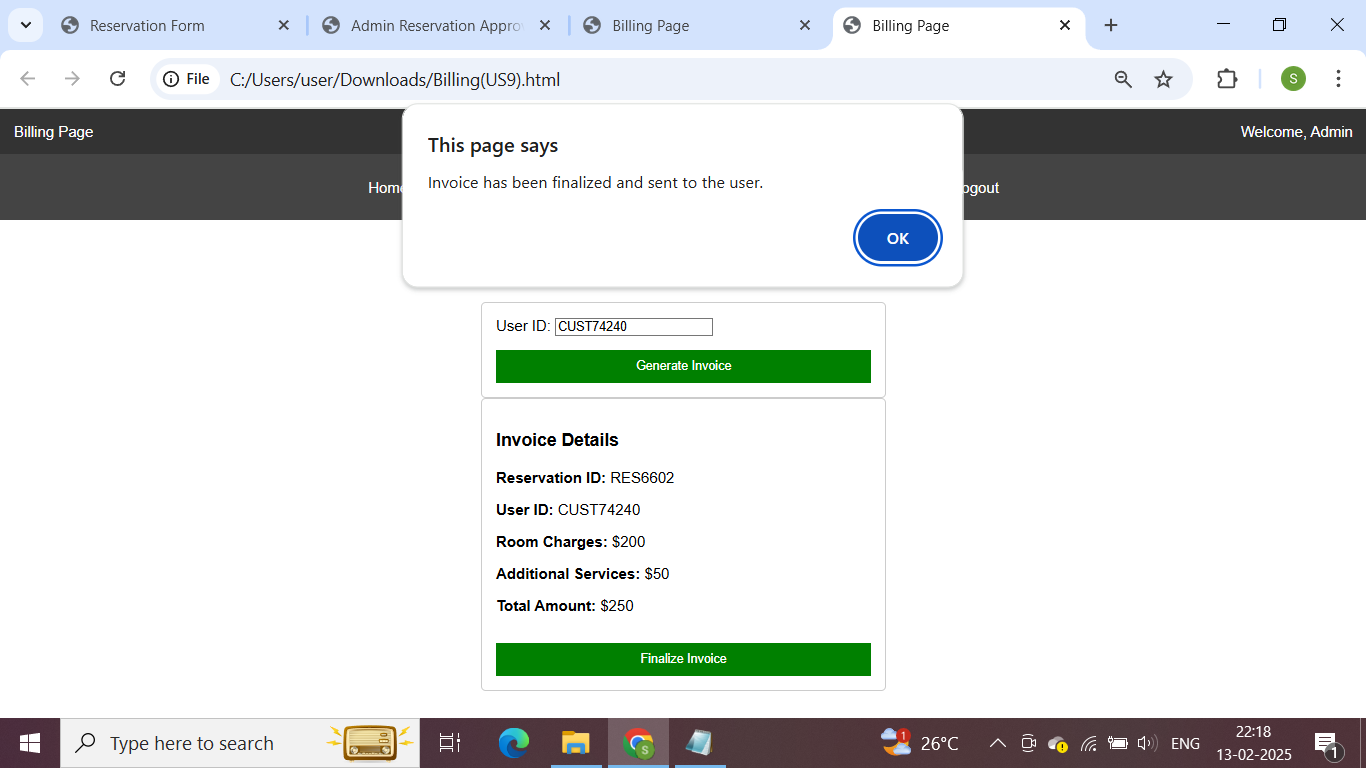 Reservation Form
Admin Reservation Appro
Billing Page
Billing Page
File
C:/Users/user/Downloads/Billing(US9).html
S
Billing Page
Welcome, Admin
Home
ogout
This page says
Invoice has been finalized and sent to the user.
OK
User ID: CUST74240
Generate Invoice
Invoice Details
Reservation ID: RES6602
User ID: CUST74240
Room Charges: $200
Additional Services: $50
Total Amount: $250
Finalize Invoice
Type here to search
S
1
26°C
ENG
22:18
13-02-2025
1